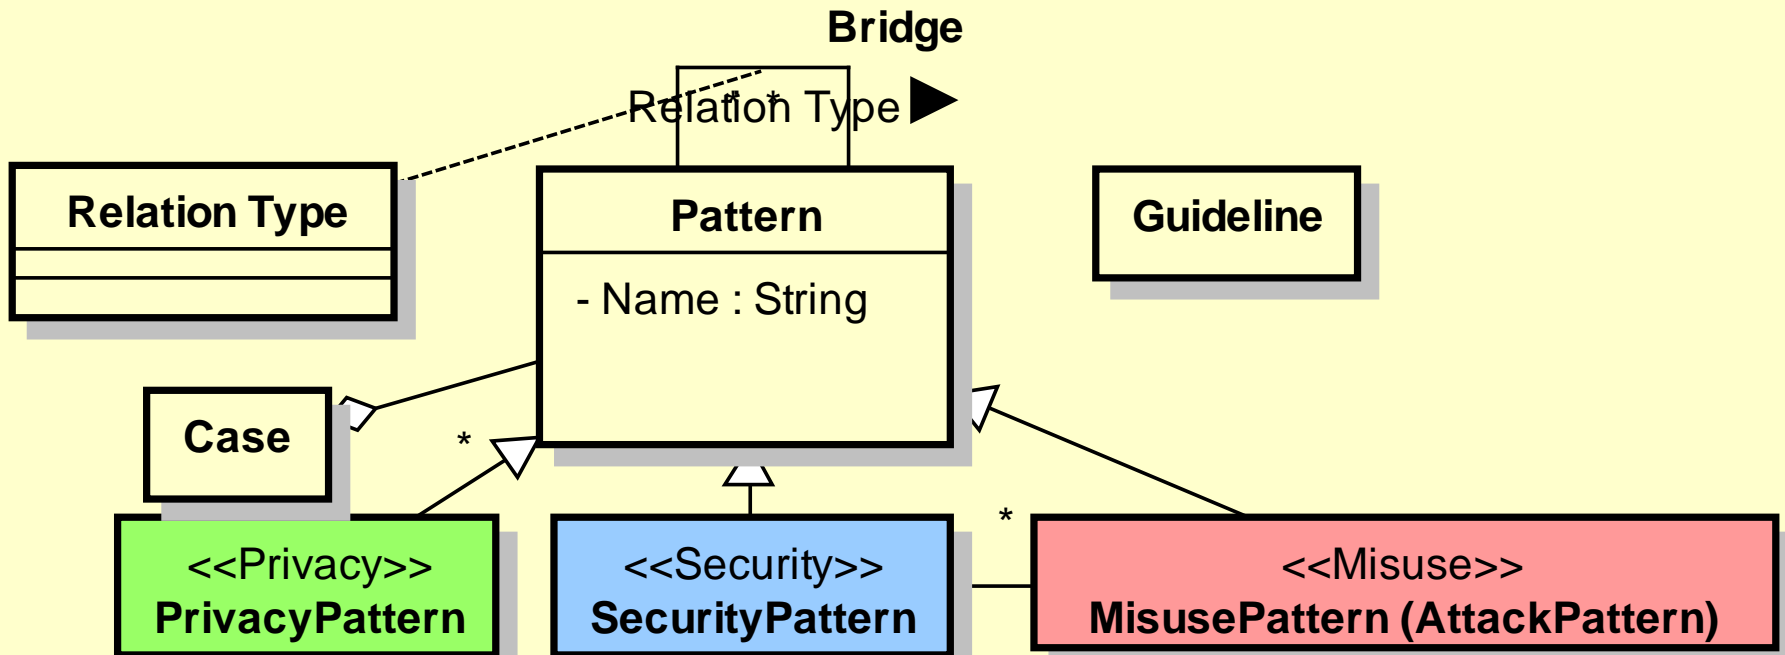 Bridge
* *
Relation Type
Relation Type
Pattern
Guideline
- Name : String
Case
*
*
<<Privacy>>
PrivacyPattern
<<Security>>
SecurityPattern
<<Misuse>>
MisusePattern (AttackPattern)